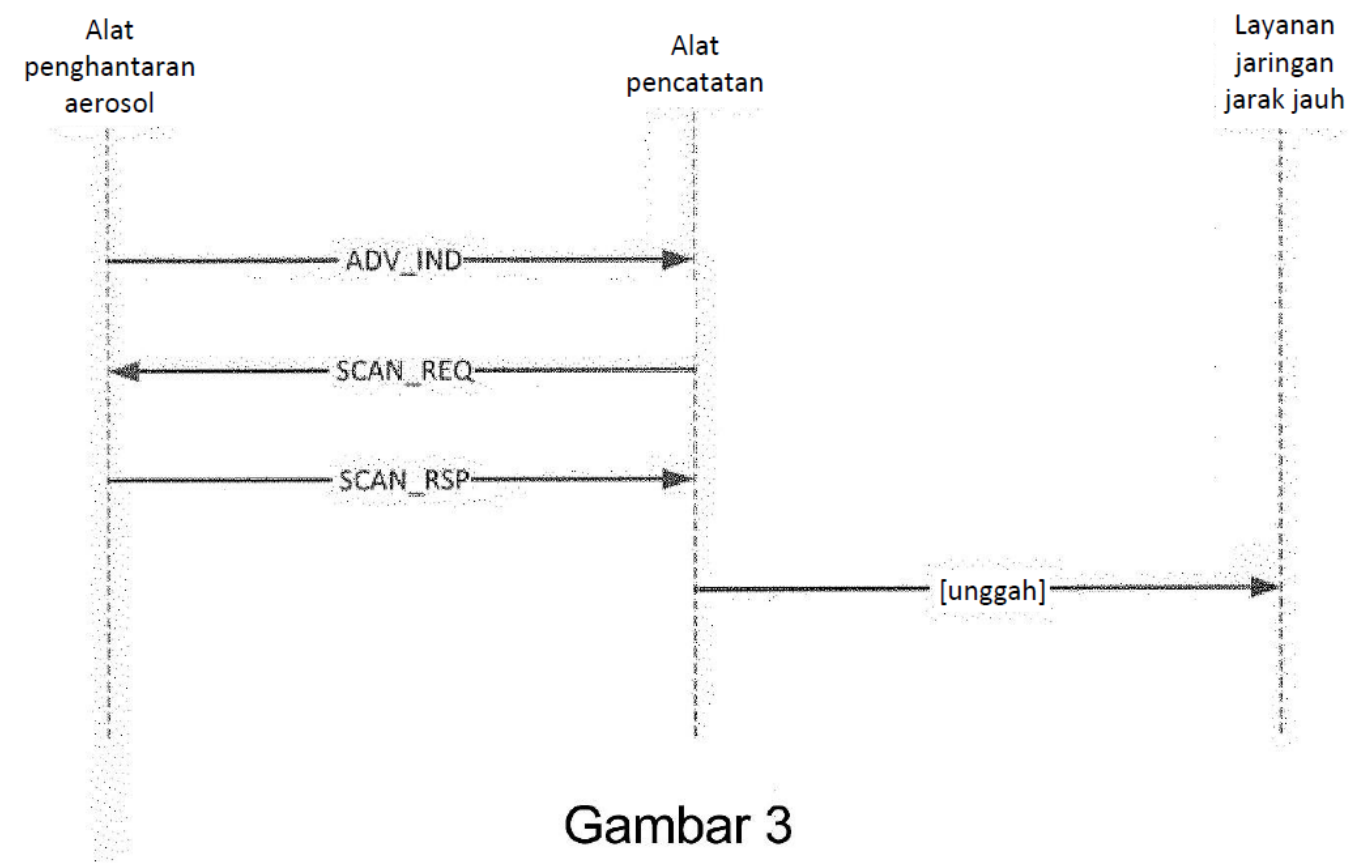 Alat
penghantaran
aerosol
Alat
pencatatan
Layanan
jaringan
jarak jauh
ADV_IND
SCAN_REQ
SCAN_RSP
[unggah]
Gambar 3